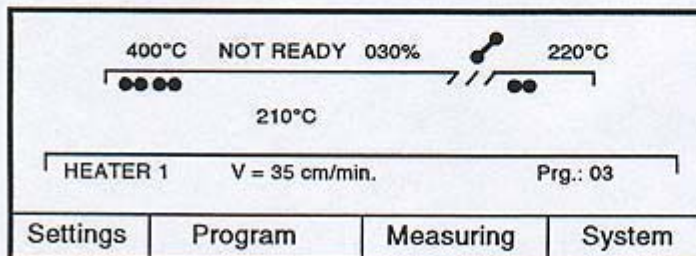 400°C NOT READY 030% 220°C
210°C
HEATER 1 V = 35 cm/min. Prg.: 03
Settings Program Measuring System